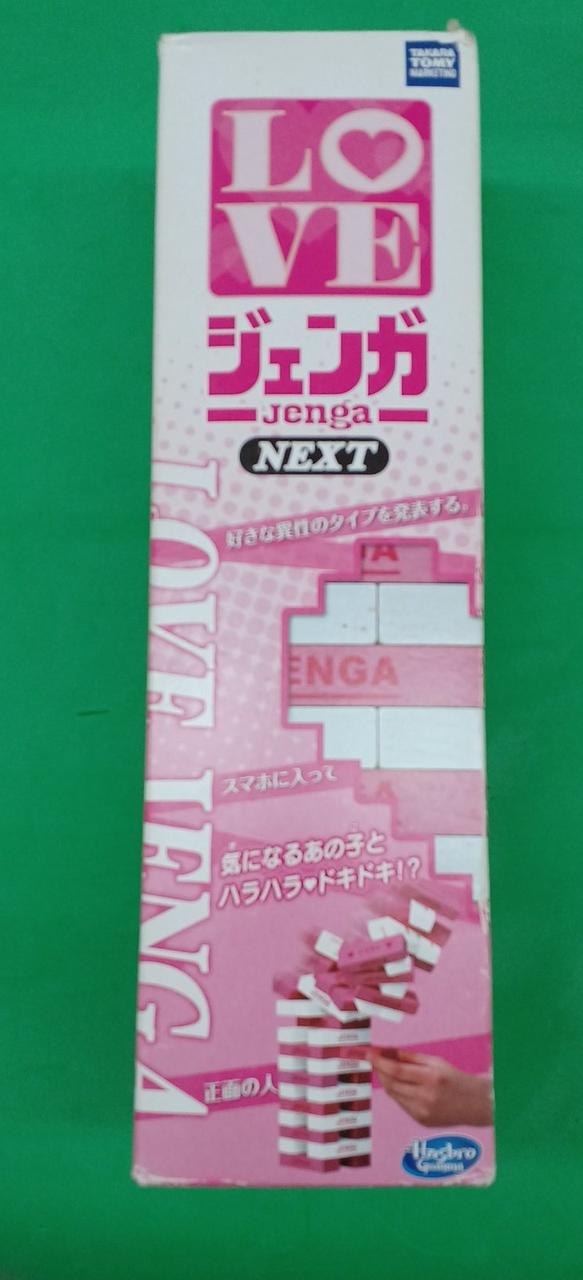 TAKARA
TOMY
MARKETING
LOVE
ジェンガ
Jenga
NEXT
好きな異性のタイプを発表する。
A
ENGA
スマホに入って
気になるあの子と
ハラハラ♥ドキドキ!?
正面の人
LOVE JENGA
Hasbro
Gaming